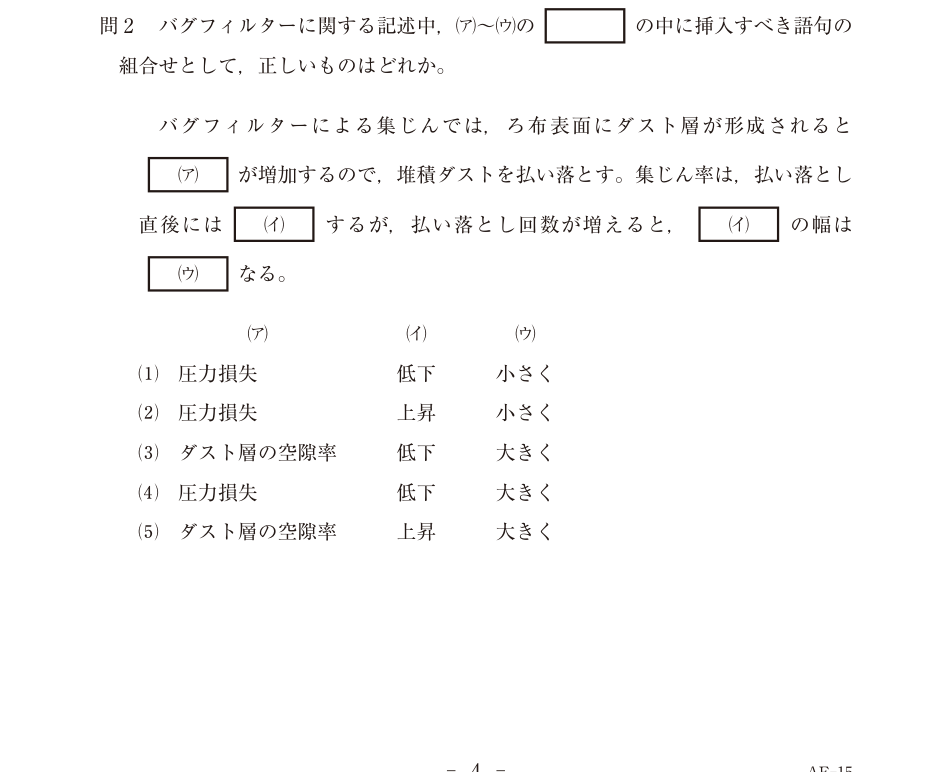 問2 バグフィルターに関する記述中，㋐～㋒の の中に挿入すべき語句の
組合せとして，正しいものはどれか。
バグフィルターによる集じんでは，ろ布表面にダスト層が形成されると
(ア) が増加するので，堆積ダストを払い落とす。集じん率は，払い落とし
直後には (イ) するが，払い落とし回数が増えると， (イ) の幅は
(ウ) なる。
(ア) (イ) (ウ)
(1) 圧力損失 低下 小さく
(2) 圧力損失 上昇 小さく
(3) ダスト層の空隙率 低下 大きく
(4) 圧力損失 低下 大きく
(5) ダスト層の空隙率 上昇 大きく
－ 4 －